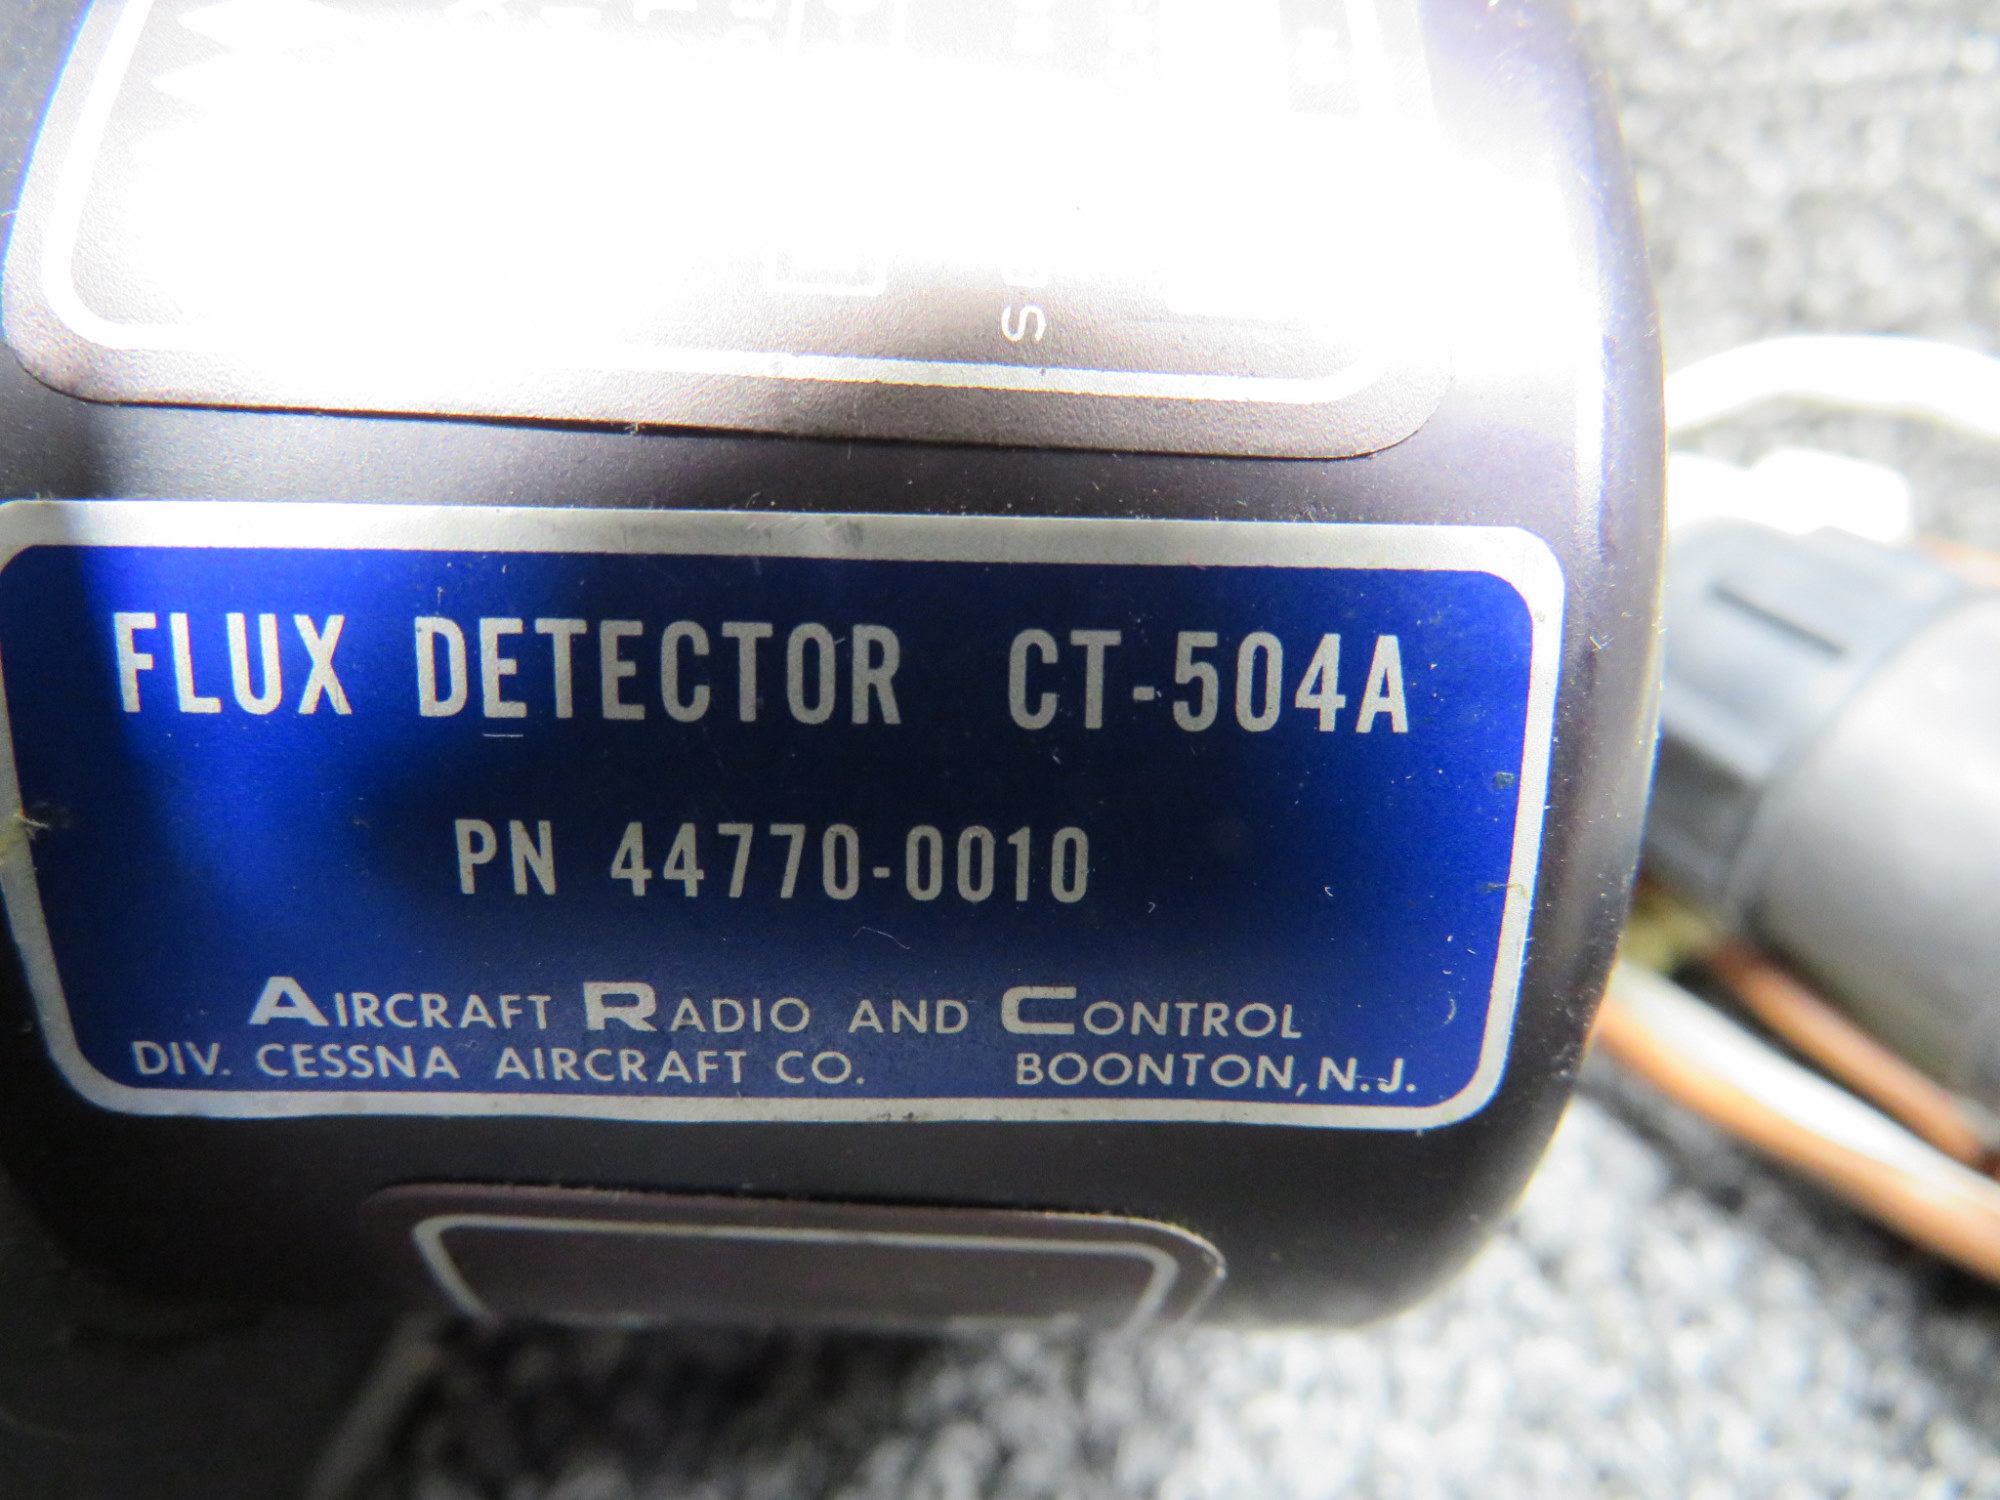 FLUX DETECTOR CT-504A
PN 44770-0010
AIRCRAFT RADIO AND CONTROL
DIV. CESSNA AIRCRAFT CO. BOONTON, N.J.